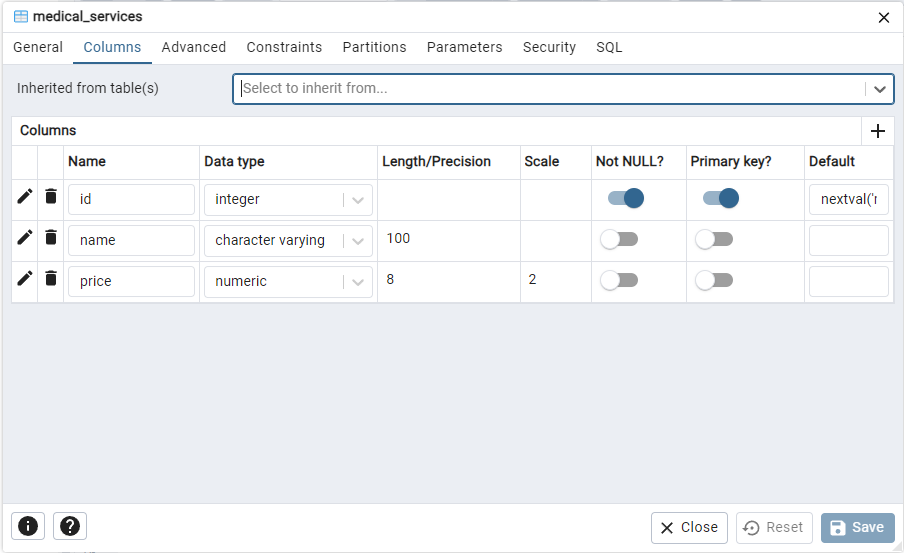 medical_services
General Columns Advanced Constraints Partitions Parameters Security SQL
Inherited from table(s) Select to inherit from...
Columns
Name Data type Length/Precision Scale Not NULL? Primary key? Default
id integer nextval('r
name character varying 100
price numeric 8 2
Close Reset Save